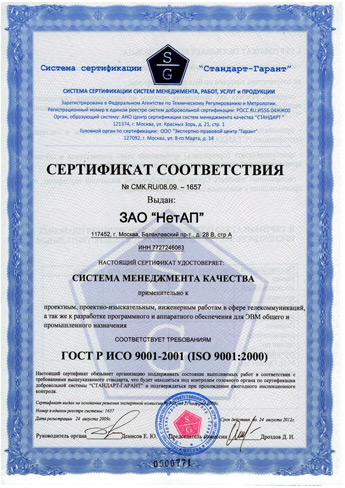 Система сертификации "Стандарт-Гарант"
S
G
СИСТЕМА СЕРТИФИКАЦИИ СИСТЕМ МЕНЕДЖМЕНТА, РАБОТ, УСЛУГ и ПРОДУКЦИИ
Зарегистрирована в Федеральном Агентстве по Техническому Регулированию и Метрологии.
Регистрационный номер в едином реестре систем добровольной сертификации: РОСС RU.И556.04ЖЖ00
Орган, образующий систему: АНО Центр сертификации систем менеджмента качества "СТАНДАРТ"
121374, г. Москва, ул. Красных Зорь, д. 21, стр. 1
Головной орган по сертификации: ООО "Экспертно-правовой центр "Гарант"
127092, г. Москва, ул. 8-го Марта, д. 14
СЕРТИФИКАТ СООТВЕТСТВИЯ
№ СМК.RU/08.09. – 1657
Выдан:
ЗАО "НетАП"
117452, г. Москва, Балаклавский пр-т., д. 28 В, стр А
ИНН 7727246063
НАСТОЯЩИЙ СЕРТИФИКАТ УДОСТОВЕРЯЕТ:
СИСТЕМА МЕНЕДЖМЕНТА КАЧЕСТВА
применительно к
проектным, проектно-изыскательным, инженерным работам в сфере телекоммуникаций,
а так же к разработке программного и аппаратного обеспечения для ЭВМ общего и
промышленного назначения
СООТВЕТСТВУЕТ ТРЕБОВАНИЯМ
ГОСТ Р ИСО 9001-2001 (ISO 9001:2000)
Настоящий сертификат обязывает организацию поддерживать состояние выполняемых работ в соответствии с
требованиями вышеуказанного стандарта, что будет находиться под контролем головного органа по сертификации
добровольной системы "СТАНДАРТ-ГАРАНТ" и подтверждаться при прохождении ежегодного инспекционного
контроля.
Сертификат выдан на основании решения экспертной комиссии
Номер в едином реестре системы: 1657
Дата регистрации 24 августа 2009г. Срок действия до 24 августа 2012г.
Руководитель органа Денисов Е. Ю. Председатель комиссии Дроздов Д. Н.
0500771